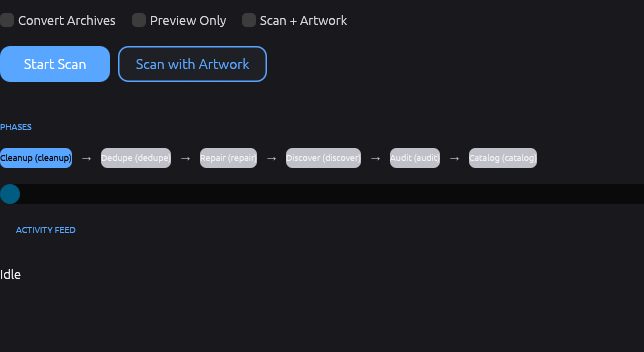 Convert Archives Preview Only Scan + Artwork
Start Scan Scan with Artwork
PHASES
Cleanup (cleanup) → Dedupe (dedupe) → Repair (repair) → Discover (discover) → Audit (audit) → Catalog (catalog)
ACTIVITY FEED
Idle